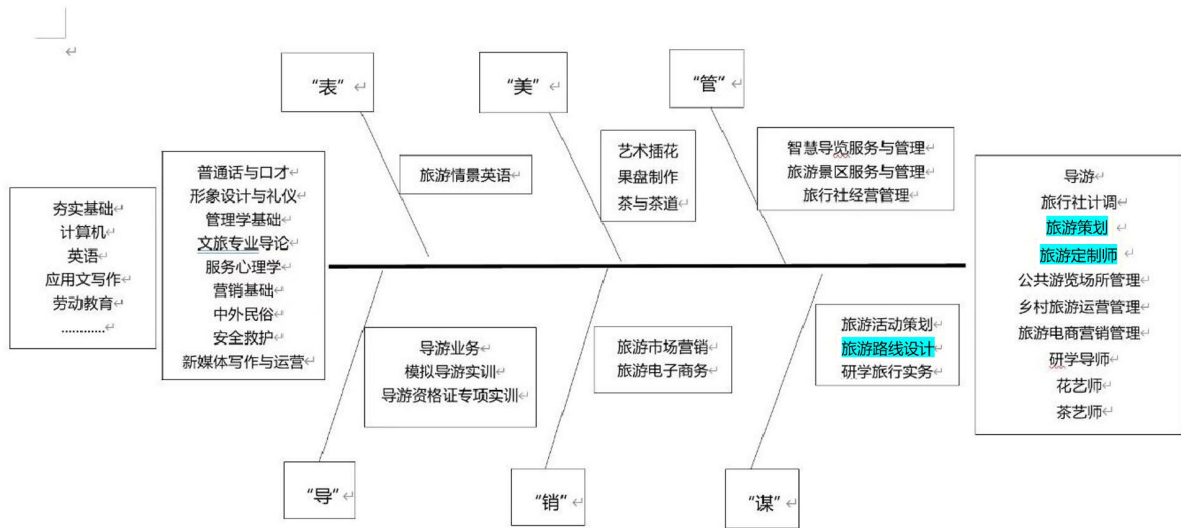 “表”
“美”
“管”
夯实基础
计算机
英语
应用文写作
劳动教育
............
普通话与口才
形象设计与礼仪
管理学基础
文旅专业导论
服务心理学
营销基础
中外民俗
安全救护
新媒体写作与运营
旅游情景英语
艺术插花
果盘制作
茶与茶道
智慧导览服务与管理
旅游景区服务与管理
旅行社经营管理
导游业务
模拟导游实训
导游资格证专项实训
旅游市场营销
旅游电子商务
旅游活动策划
旅游路线设计
研学旅行实务
导游
旅行社计调
旅游策划
旅游定制师
公共游览场所管理
乡村旅游运营管理
旅游电商营销管理
研学导师
花艺师
茶艺师
“导”
“销”
“谋”